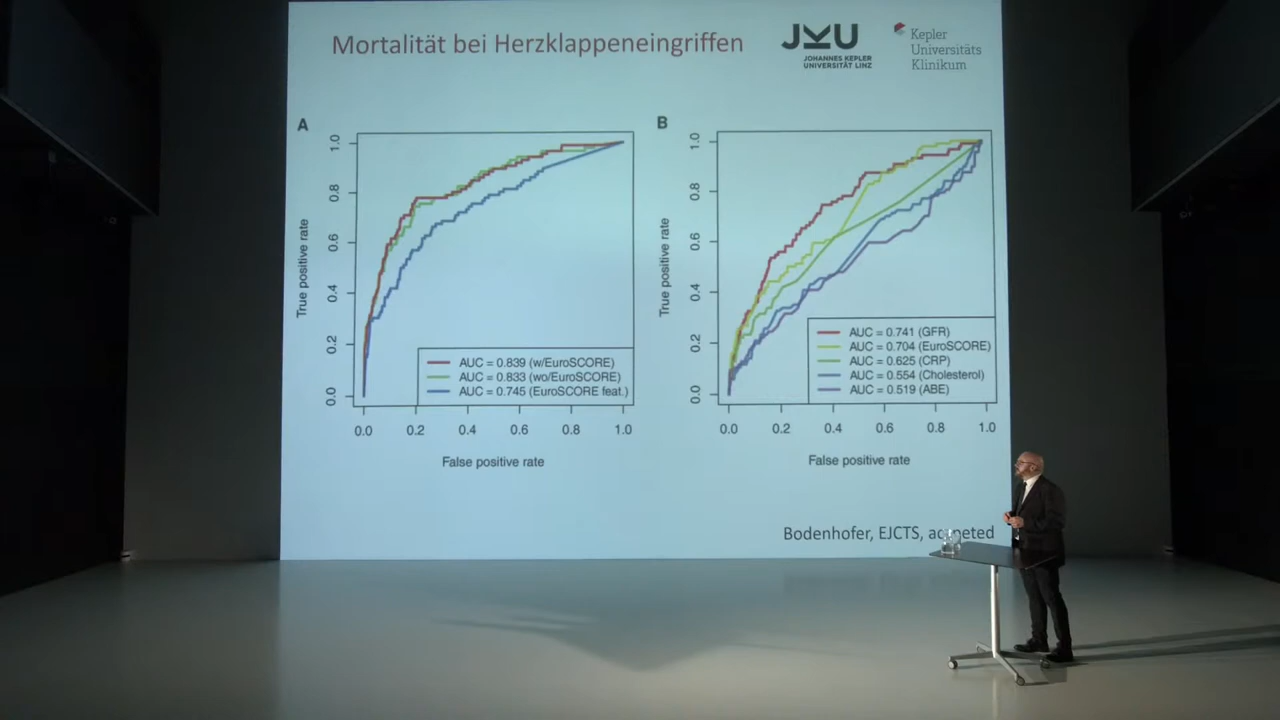 Mortalität bei Herzklappeneingriffen
JKU
JOHANNES KEPLER
UNIVERSITÄT LINZ
Kepler
Universitäts
Klinikum
A
True positive rate
1.0
0.8
0.6
0.4
0.2
0.0
AUC = 0.839 (w/EuroSCORE)
AUC = 0.833 (wo/EuroSCORE)
AUC = 0.745 (EuroSCORE feat.)
0.0 0.2 0.4 0.6 0.8 1.0
False positive rate
B
True positive rate
1.0
0.8
0.6
0.4
0.2
0.0
AUC = 0.741 (GFR)
AUC = 0.704 (EuroSCORE)
AUC = 0.625 (CRP)
AUC = 0.554 (Cholesterol)
AUC = 0.519 (ABE)
0.0 0.2 0.4 0.6 0.8 1.0
False positive rate
Bodenhofer, EJCTS,